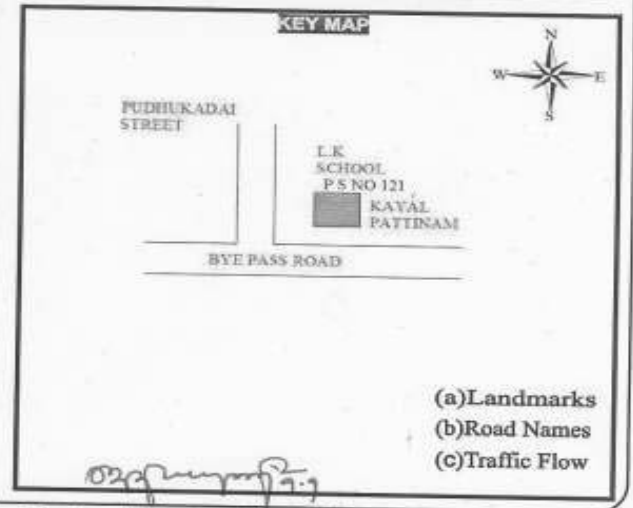 KEY MAP
N
W E
S
PUDHUKADAI
STREET
L.K
SCHOOL
P S NO 121
KAYAL
PATTINAM
BYE PASS ROAD
(a)Landmarks
(b)Road Names
(c)Traffic Flow